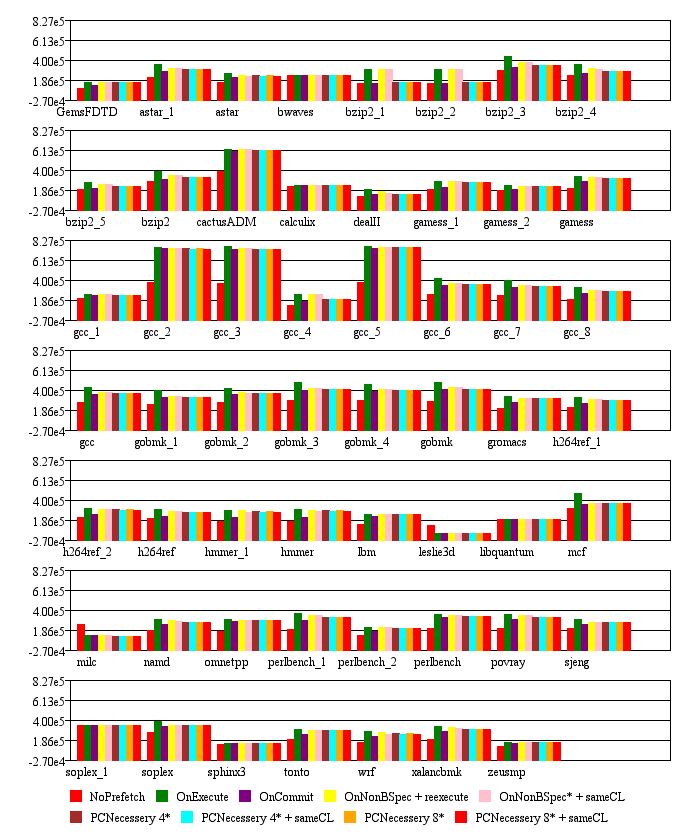 8.27e5
6.13e5
4.00e5
1.86e5
-2.70e4
GemsFDTD astar_1 astar bwaves bzip2_1 bzip2_2 bzip2_3 bzip2_4
8.27e5
6.13e5
4.00e5
1.86e5
-2.70e4
bzip2_5 bzip2 cactusADM calculix dealII gamess_1 gamess_2 gamess
8.27e5
6.13e5
4.00e5
1.86e5
-2.70e4
gcc_1 gcc_2 gcc_3 gcc_4 gcc_5 gcc_6 gcc_7 gcc_8
8.27e5
6.13e5
4.00e5
1.86e5
-2.70e4
gcc gobmk_1 gobmk_2 gobmk_3 gobmk_4 gobmk gromacs h264ref_1
8.27e5
6.13e5
4.00e5
1.86e5
-2.70e4
h264ref_2 h264ref hmmer_1 hmmer lbm leslie3d libquantum mcf
8.27e5
6.13e5
4.00e5
1.86e5
-2.70e4
milc namd omnetpp perlbench_1 perlbench_2 perlbench povray sjeng
8.27e5
6.13e5
4.00e5
1.86e5
-2.70e4
soplex_1 soplex sphinx3 tonto wrf xalancbmk zeusmp
NoPrefetch OnExecute OnCommit OnNonBSpec + reexecute OnNonBSpec* + sameCL
PCNecessery 4* PCNecessery 4* + sameCL PCNecessery 8* PCNecessery 8* + sameCL